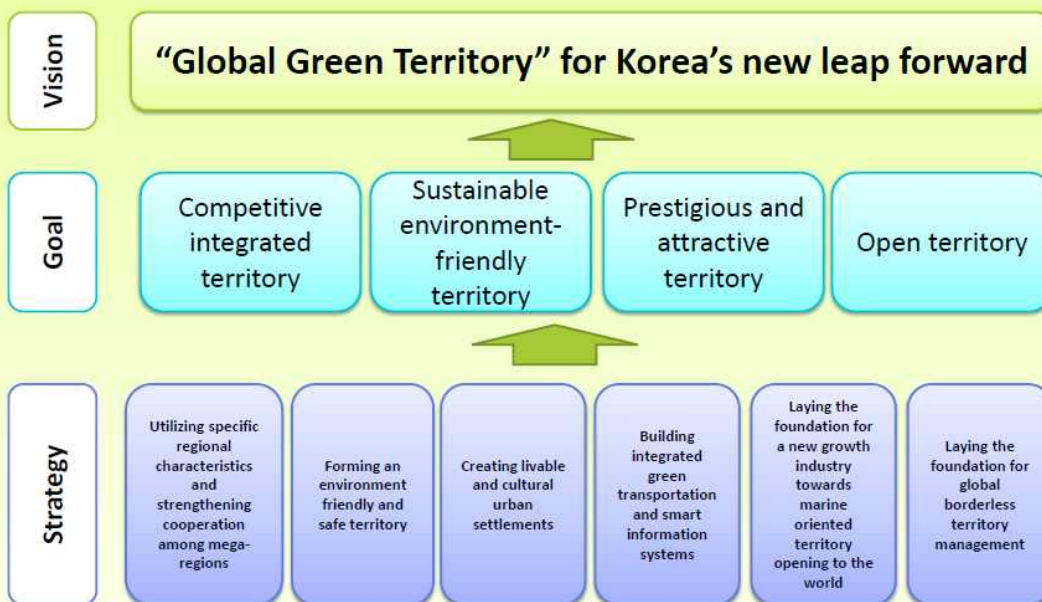 Vision
“Global Green Territory” for Korea’s new leap forward
Goal
Competitive
integrated
territory
Sustainable
environment-
friendly
territory
Prestigious and
attractive
territory
Open territory
Strategy
Utilizing specific
regional
characteristics
and
strengthening
cooperation
among mega-
regions
Forming an
environment
friendly and
safe territory
Creating livable
and cultural
urban
settlements
Building
integrated
green
transportation
and smart
information
systems
Laying the
foundation for
a new growth
industry
towards
marine
oriented
territory
opening to the
world
Laying the
foundation for
global
borderless
territory
management